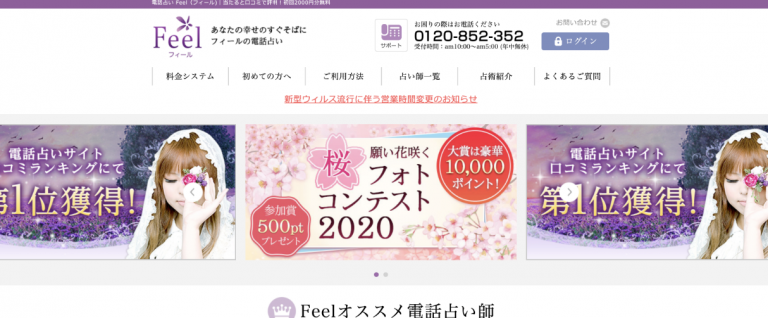 電話占い Feel（フィール）｜当たると口コミで評判！初回2000円分無料
Feel
フィール
あなたの幸せのすぐそばに
フィールの電話占い
サポート
お困りの際はお電話ください
0120-852-352
受付時間：am10:00～am5:00 (年中無休)
お問い合わせ
ログイン
料金システム
初めての方へ
ご利用方法
占い師一覧
占術紹介
よくあるご質問
新型ウィルス流行に伴う営業時間変更のお知らせ
電話占いサイト
コミランキングにて
第1位獲得!
桜
願い花咲く
フォト
コンテスト
2020
大賞は豪華
10,000
ポイント!
参加賞
500pt
プレゼント
電話占いサイト
口コミランキングにて
第1位獲得!
Feelオススメ電話占い師